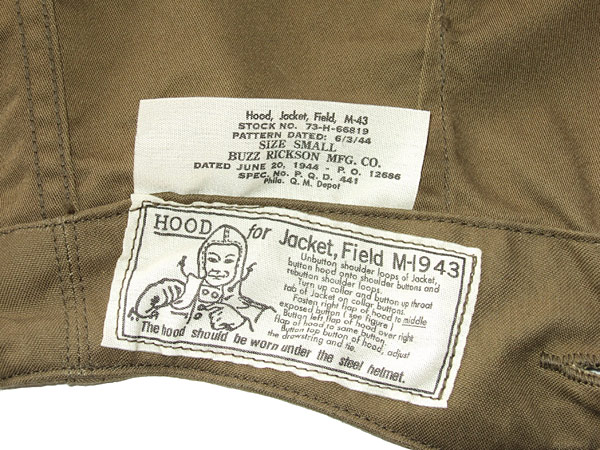 Hood, Jacket, Field, M-43
STOCK NO. 73-H-66819
PATTERN DATED: 6/3/44
SIZE SMALL
BUZZ RICKSON MFG. CO.
DATED JUNE 20, 1944 - P. O. 12686
SPEC. NO. P. Q. D. 441
Phila. Q. M. Depot
HOOD for Jacket, Field M-1943
Unbutton shoulder loops of Jacket,
button hood onto shoulder buttons and
rebutton shoulder loops.
Turn up collar and button up throat
tab of Jacket on collar buttons.
Fasten right flap of hood to middle
exposed button (see figure)
Button left flap of hood over right
flap of hood to same button.
Button top button of hood, adjust
the drawstring and tie.
The hood should be worn under the steel helmet.